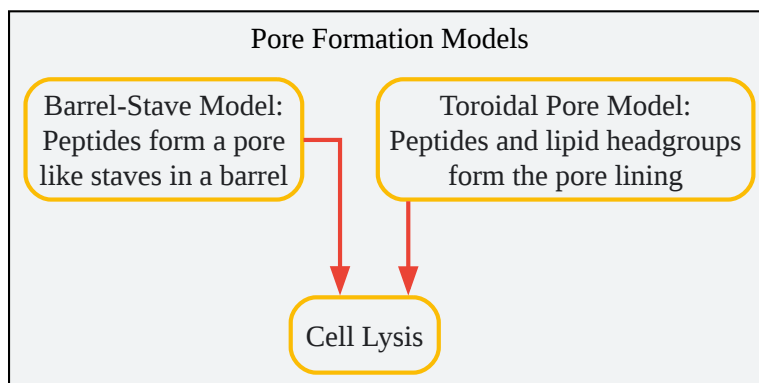 Pore Formation Models
Barrel-Stave Model:
Peptides form a pore
like staves in a barrel
Toroidal Pore Model:
Peptides and lipid headgroups
form the pore lining
Cell Lysis